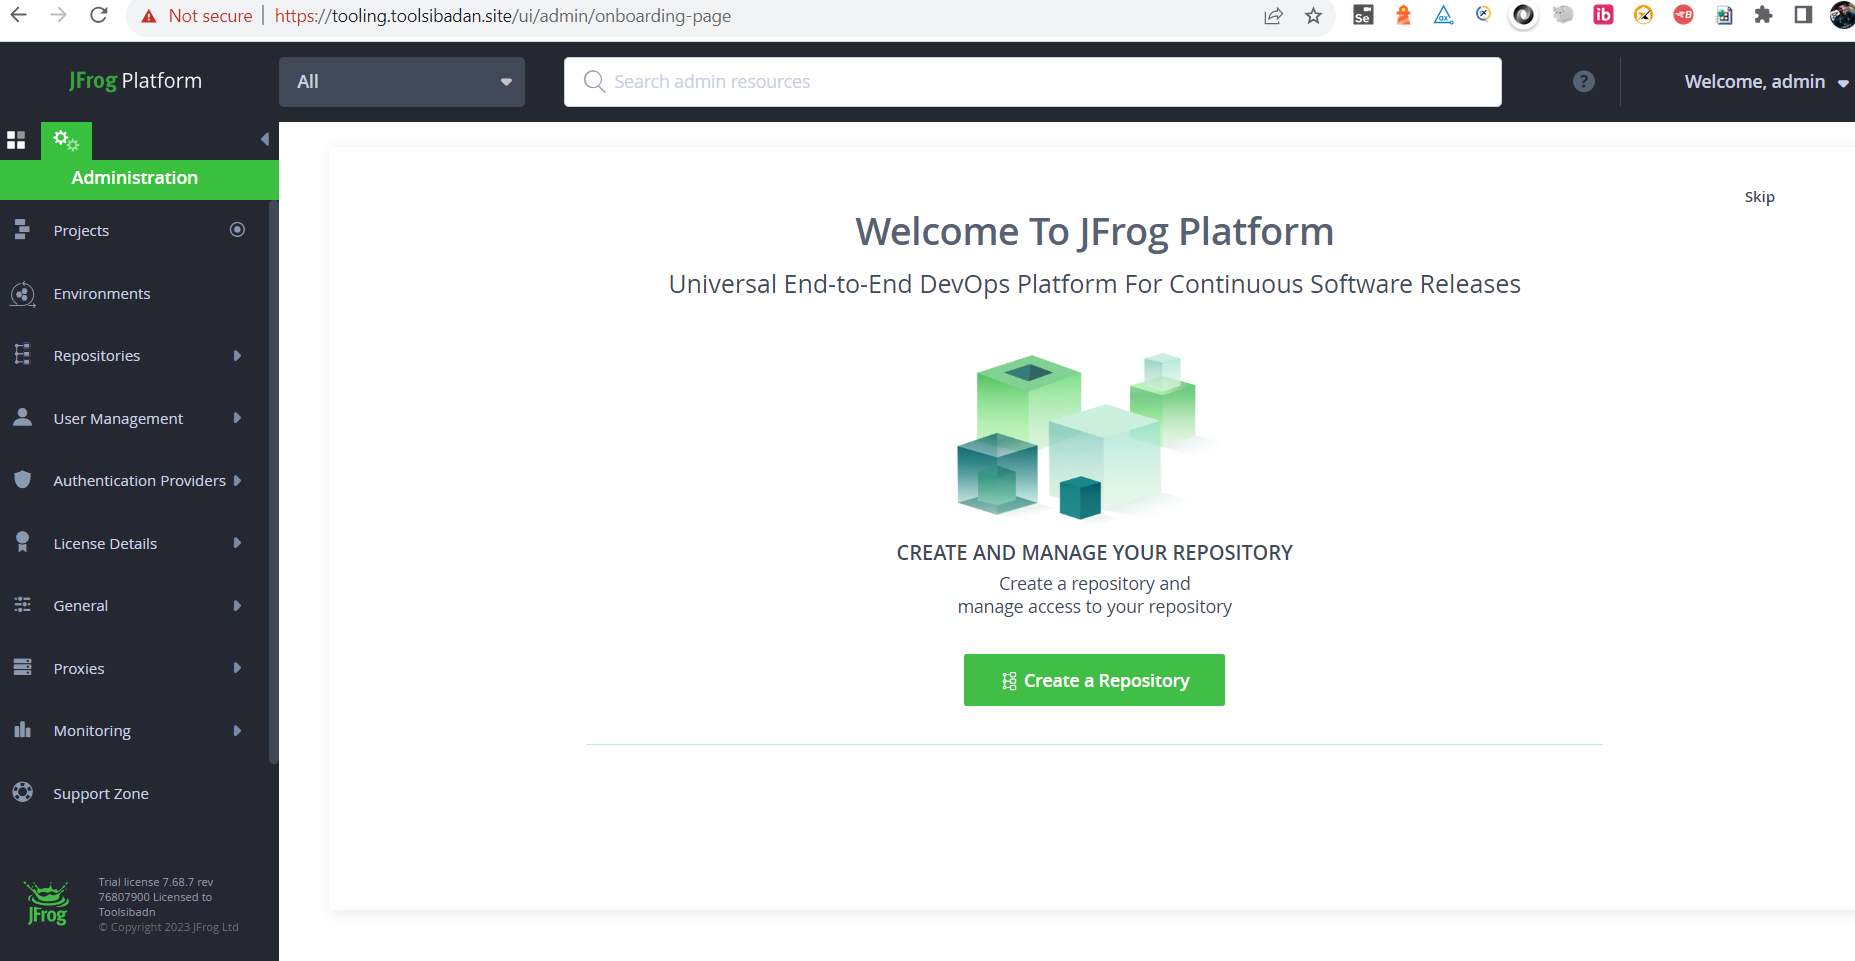 Not secure | https://tooling.toolsibadan.site/ui/admin/onboarding-page
JFrog Platform
All
Search admin resources
?
Welcome, admin
Administration
Projects
Environments
Repositories
User Management
Authentication Providers
License Details
General
Proxies
Monitoring
Support Zone
JFrog
Trial license 7.68.7 rev
76807900 Licensed to
Toolsibadn
© Copyright 2023 JFrog Ltd
Skip
Welcome To JFrog Platform
Universal End-to-End DevOps Platform For Continuous Software Releases
CREATE AND MANAGE YOUR REPOSITORY
Create a repository and
manage access to your repository
Create a Repository